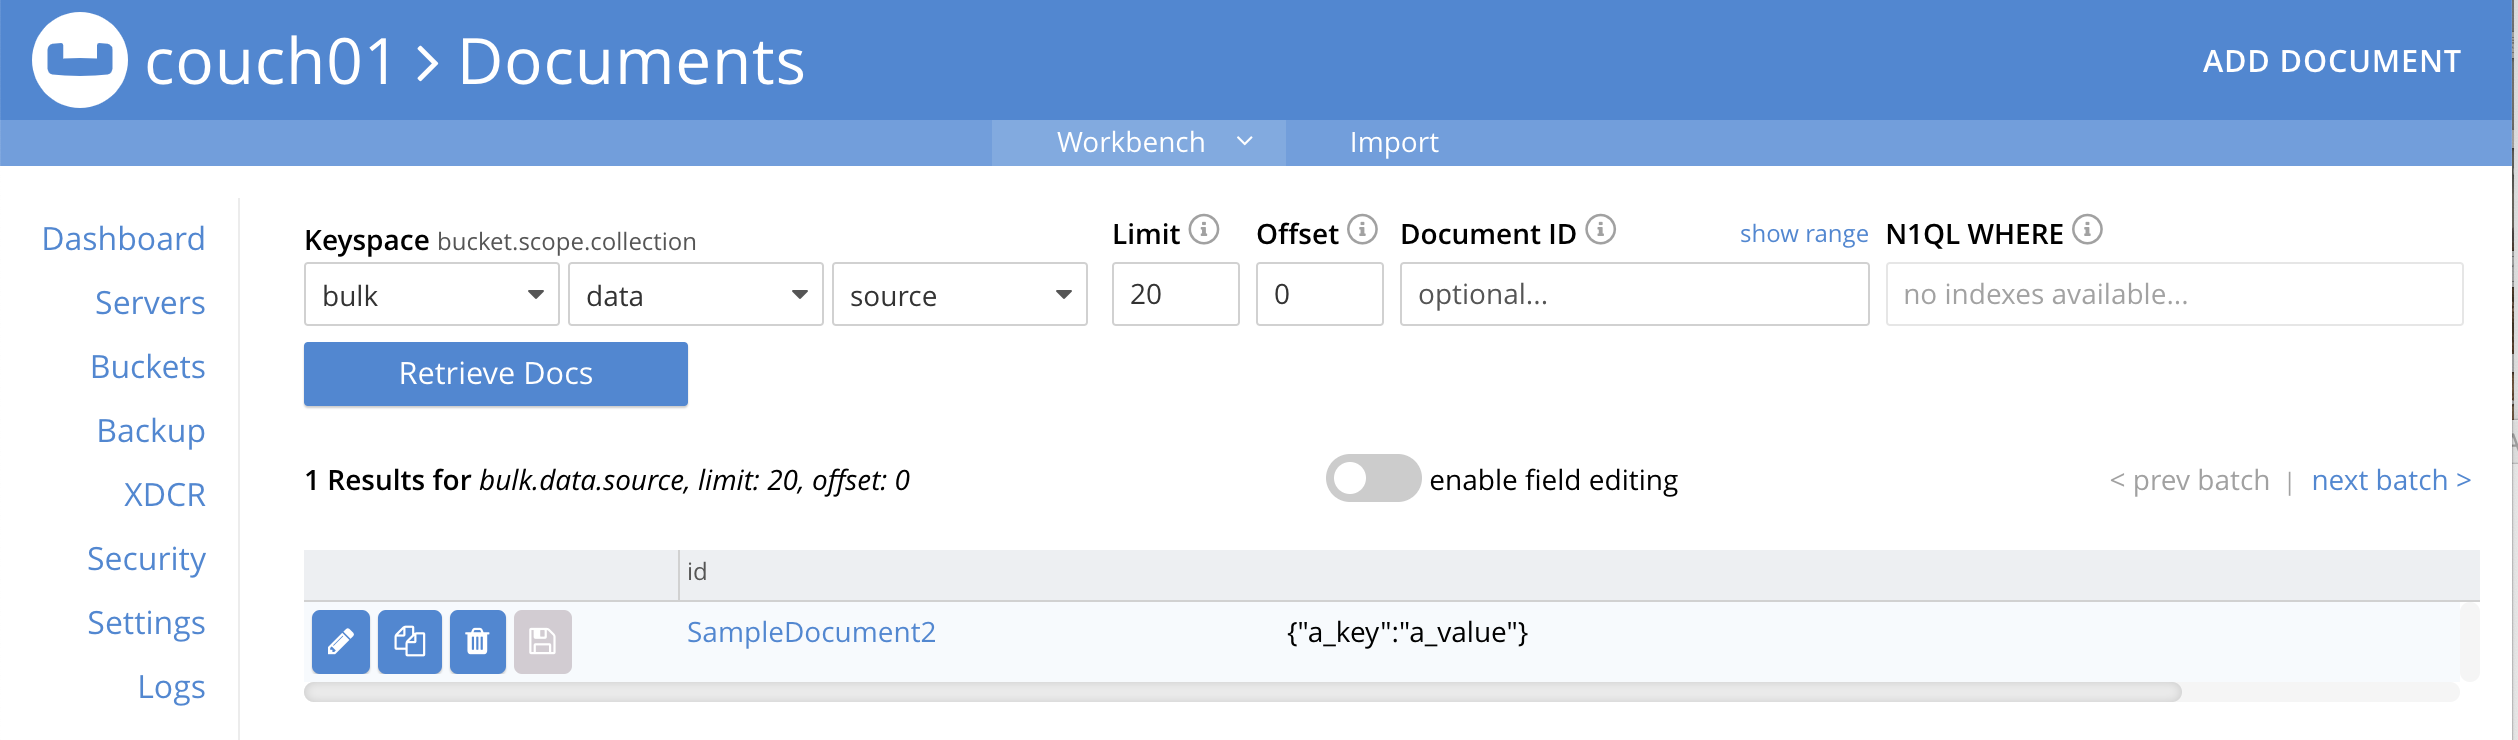 couch01 > Documents
ADD DOCUMENT
Workbench
Import
Dashboard
Servers
Buckets
Backup
XDCR
Security
Settings
Logs
Keyspace bucket.scope.collection
Limit
Offset
Document ID
show range
N1QL WHERE
bulk
data
source
20
0
optional...
no indexes available...
Retrieve Docs
1 Results for bulk.data.source, limit: 20, offset: 0
enable field editing
< prev batch | next batch >
id
SampleDocument2
{"a_key":"a_value"}